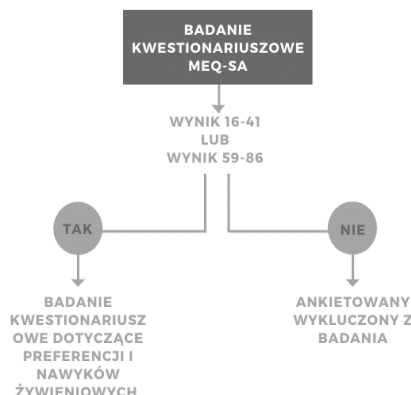 BADANIE
KWESTIONARIUSZOWE
MEQ-SA
WYNIK 16-41
LUB
WYNIK 59-86
TAK
NIE
BADANIE
KWESTIONARIUSZ
OWE DOTYCZĄCE
PREFERENCJI I
NAWYKÓW
ŻYWIENIOWYCH
ANKIETOWANY
WYKLUCZONY Z
BADANIA